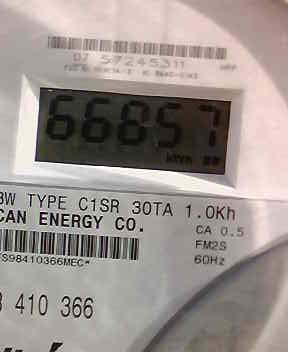 07 57245311
66857
kWh
3W TYPE C1SR 30TA 1.0Kh
CAN ENERGY CO.
CA 0.5
FM2S
S98410366MEC*
60Hz
410 366